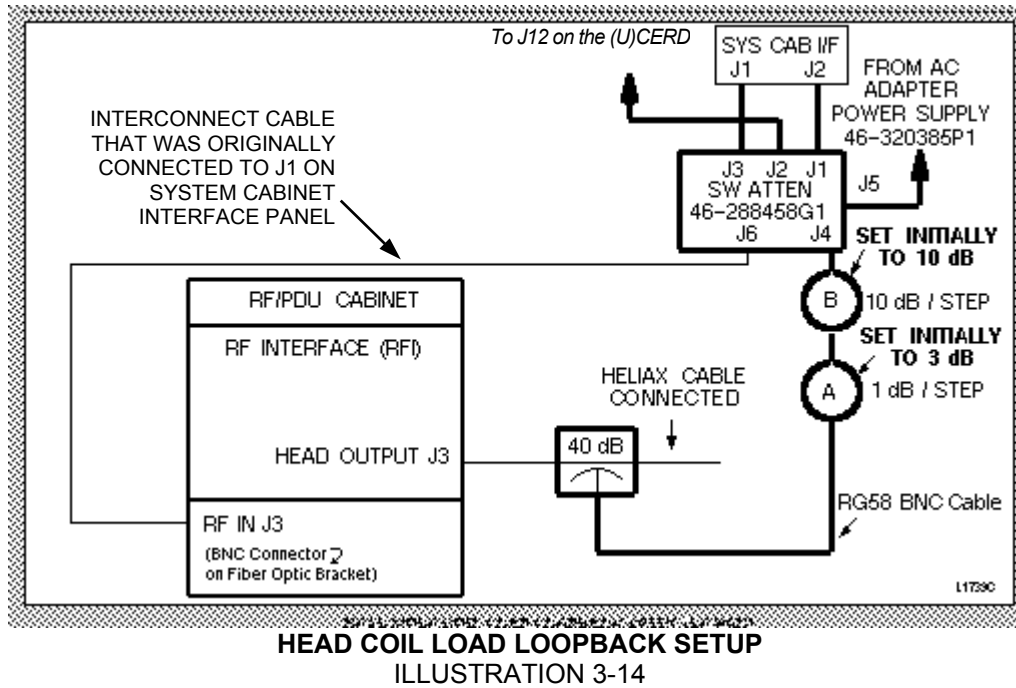 To J12 on the (U)CERD
SYS CAB I/F
J1 J2
FROM AC
ADAPTER
POWER SUPPLY
46-320385P1
INTERCONNECT CABLE
THAT WAS ORIGINALLY
CONNECTED TO J1 ON
SYSTEM CABINET
INTERFACE PANEL
J3 J2 J1
SW ATTEN
46-288458G1
J6 J4
J5
SET INITIALLY
TO 10 dB
B
10 dB / STEP
SET INITIALLY
TO 3 dB
A
1 dB / STEP
RF/PDU CABINET
RF INTERFACE (RFI)
HEAD OUTPUT J3
RF IN J3
(BNC Connector
on Fiber Optic Bracket)
40 dB
HELIAX CABLE
CONNECTED
RG58 BNC Cable
L1739C
HEAD COIL LOAD LOOPBACK SETUP
ILLUSTRATION 3-14